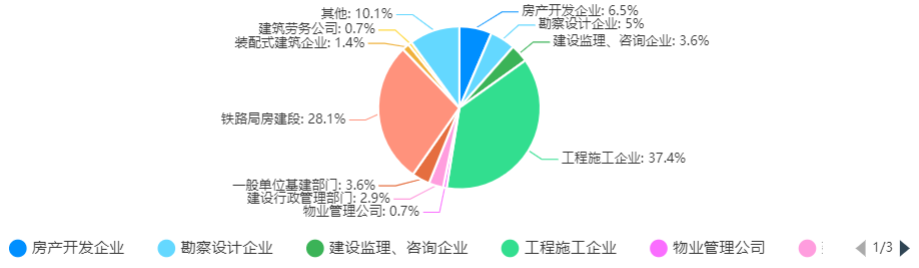 其他: 10.1%
房产开发企业: 6.5%
建筑劳务公司: 0.7%
勘察设计企业: 5%
装配式建筑企业: 1.4%
建设监理、咨询企业: 3.6%
铁路局房建段: 28.1%
工程施工企业: 37.4%
一般单位基建部门: 3.6%
建设行政管理部门: 2.9%
物业管理公司: 0.7%
房产开发企业 勘察设计企业 建设监理、咨询企业 工程施工企业 物业管理公司 1/3